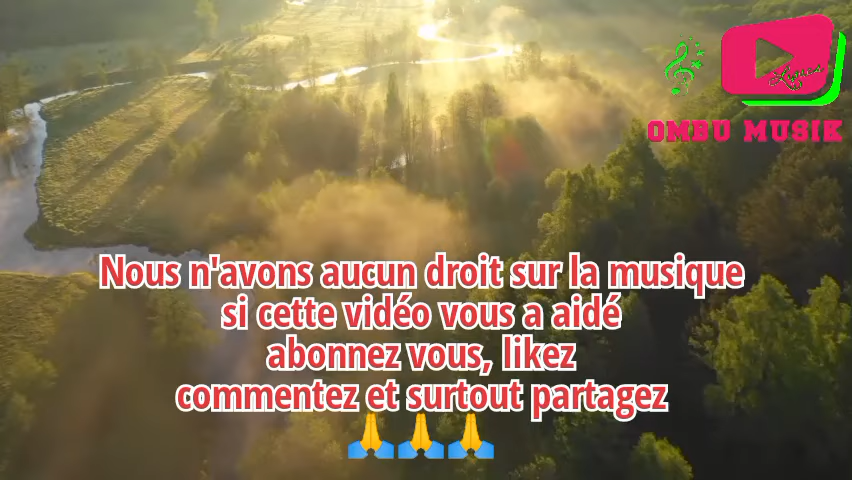 Lyrics
OMBU MUSIK
Nous n'avons aucun droit sur la musique
si cette vidéo vous a aidé
abonnez vous, likez
commentez et surtout partagez
🙏🙏🙏